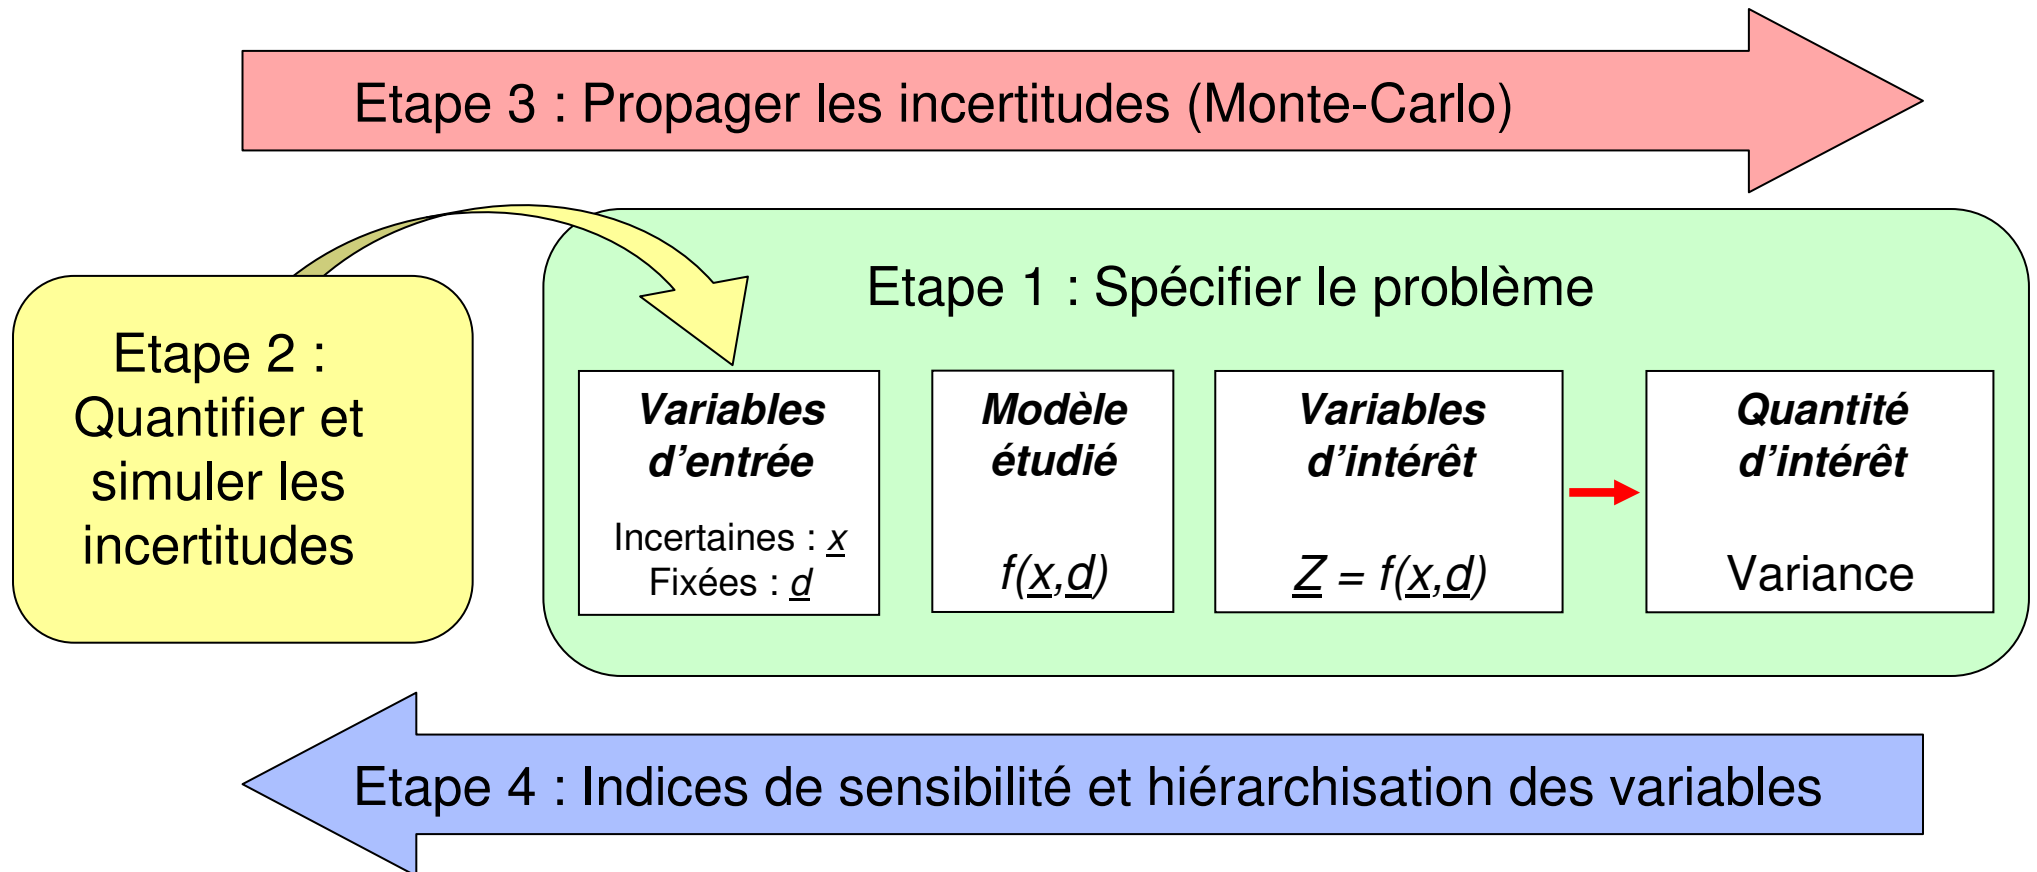 Etape 3 : Propager les incertitudes (Monte-Carlo)
Etape 1 : Spécifier le problème
Etape 2 :
Quantifier et
simuler les
incertitudes
Variables
d’entrée
Incertaines : x
Fixées : d
Modèle
étudié
f(x,d)
Variables
d’intérêt
Z = f(x,d)
Quantité
d’intérêt
Variance
Etape 4 : Indices de sensibilité et hiérarchisation des variables